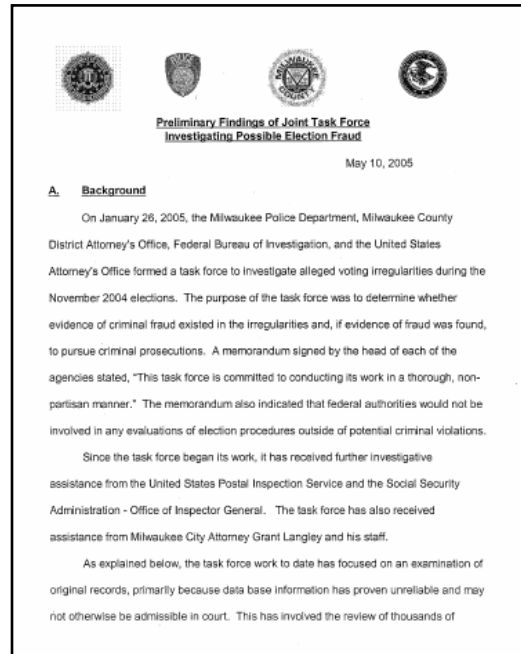 MILWAUKEE
COUNTY
Preliminary Findings of Joint Task Force
Investigating Possible Election Fraud
May 10, 2005
A. Background
On January 26, 2005, the Milwaukee Police Department, Milwaukee County
District Attorney's Office, Federal Bureau of Investigation, and the United States
Attorney's Office formed a task force to investigate alleged voting irregularities during the
November 2004 elections. The purpose of the task force was to determine whether
evidence of criminal fraud existed in the irregularities and, if evidence of fraud was found,
to pursue criminal prosecutions. A memorandum signed by the head of each of the
agencies stated, "This task force is committed to conducting its work in a thorough, non-
partisan manner." The memorandum also indicated that federal authorities would not be
involved in any evaluations of election procedures outside of potential criminal violations.
Since the task force began its work, it has received further investigative
assistance from the United States Postal Inspection Service and the Social Security
Administration - Office of Inspector General. The task force has also received
assistance from Milwaukee City Attorney Grant Langley and his staff.
As explained below, the task force work to date has focused on an examination of
original records, primarily because data base information has proven unreliable and may
not otherwise be admissible in court. This has involved the review of thousands of